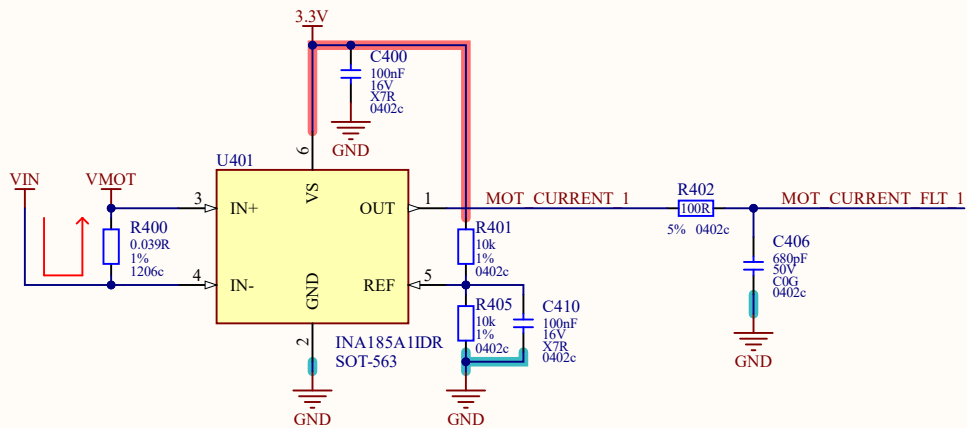 3.3V
C400
100nF
16V
X7R
0402c
GND
U401
6
VS
VIN
VMOT
3
IN+
OUT
1
MOT_CURRENT_1
R402
100R
5%
0402c
MOT_CURRENT_FLT_1
R400
0.039R
1%
1206c
R401
10k
1%
0402c
C406
680pF
50V
C0G
0402c
4
IN-
GND
REF
5
R405
10k
1%
0402c
C410
100nF
16V
X7R
0402c
2
INA185A1IDR
SOT-563
GND
GND
GND